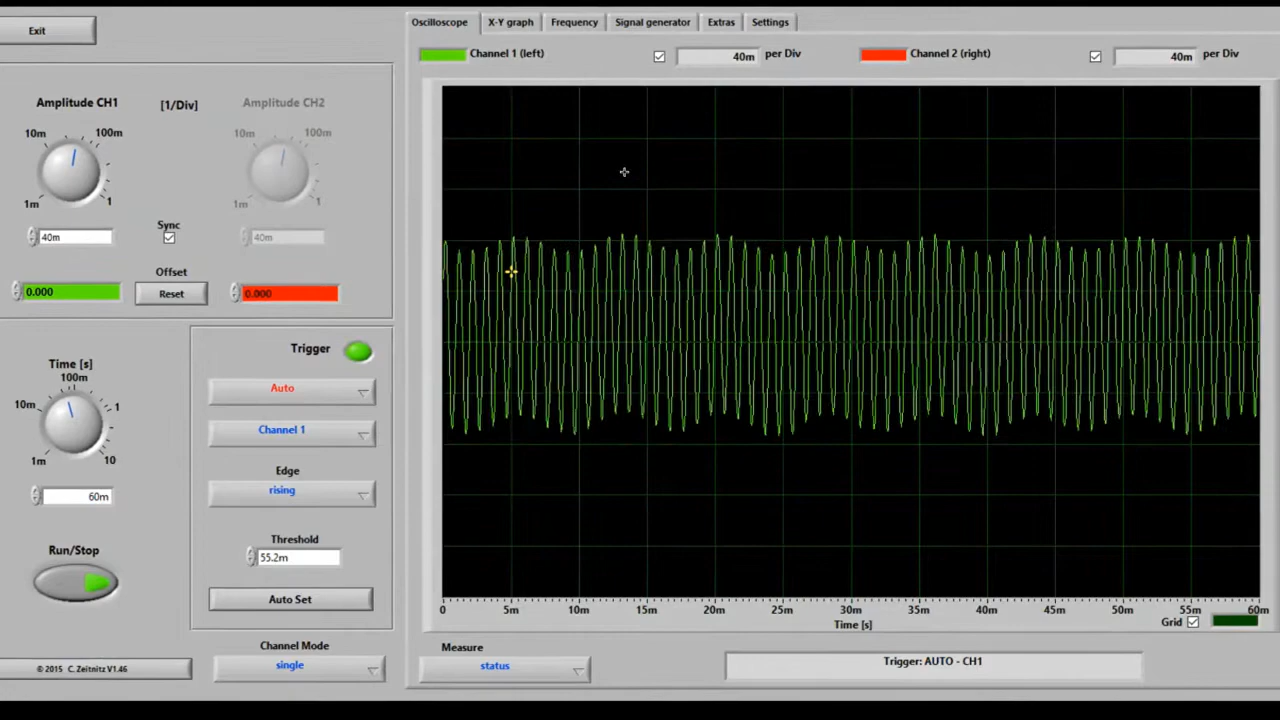 Exit
Oscilloscope X-Y graph Frequency Signal generator Extras Settings
Channel 1 (left) 40m per Div Channel 2 (right) 40m per Div
Amplitude CH1 [1/Div] Amplitude CH2
10m 100m 10m 100m
1m 1 1m 1
Sync
40m 40m
Offset
0.000 Reset 0.000
Trigger
Time [s]
100m
Auto
10m 1
Channel 1
1m 10
Edge
rising
60m
Threshold
Run/Stop
55.2m
Auto Set
0 5m 10m 15m 20m 25m 30m 35m 40m 45m 50m 55m 60m
Time [s]
Grid
Channel Mode
single
Measure
status
Trigger: AUTO - CH1
© 2015 C. Zeitnitz V1.46